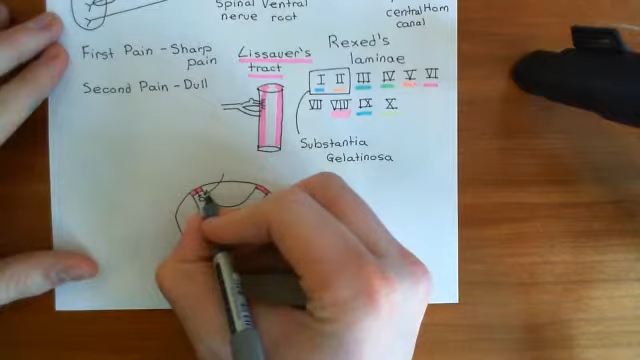 Spinal Ventral
nerve root
central Horn
canal
First Pain - Sharp
pain
Second Pain - Dull
Lissauer's
tract
Rexed's
laminae
I II III IV V VI
VII VIII IX X
Substantia
Gelatinosa